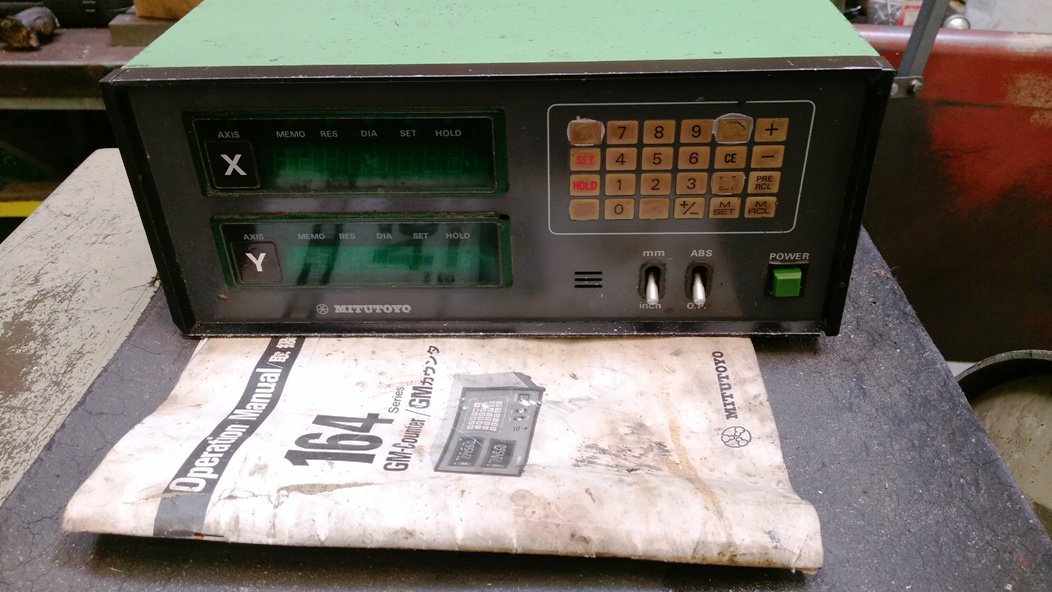 AXIS MEMO RES DIA SET HOLD
X
AXIS MEMO RES DIA SET HOLD
Y
MITUTOYO
7 8 9 +
SET 4 5 6 CE −
HOLD 1 2 3 PRE RCL
0 +/− M SET M RCL
mm ABS POWER
inch O.P.
Operation Manual/取扱
164 Series
GM-Counter/GMカウンタ
MITUTOYO